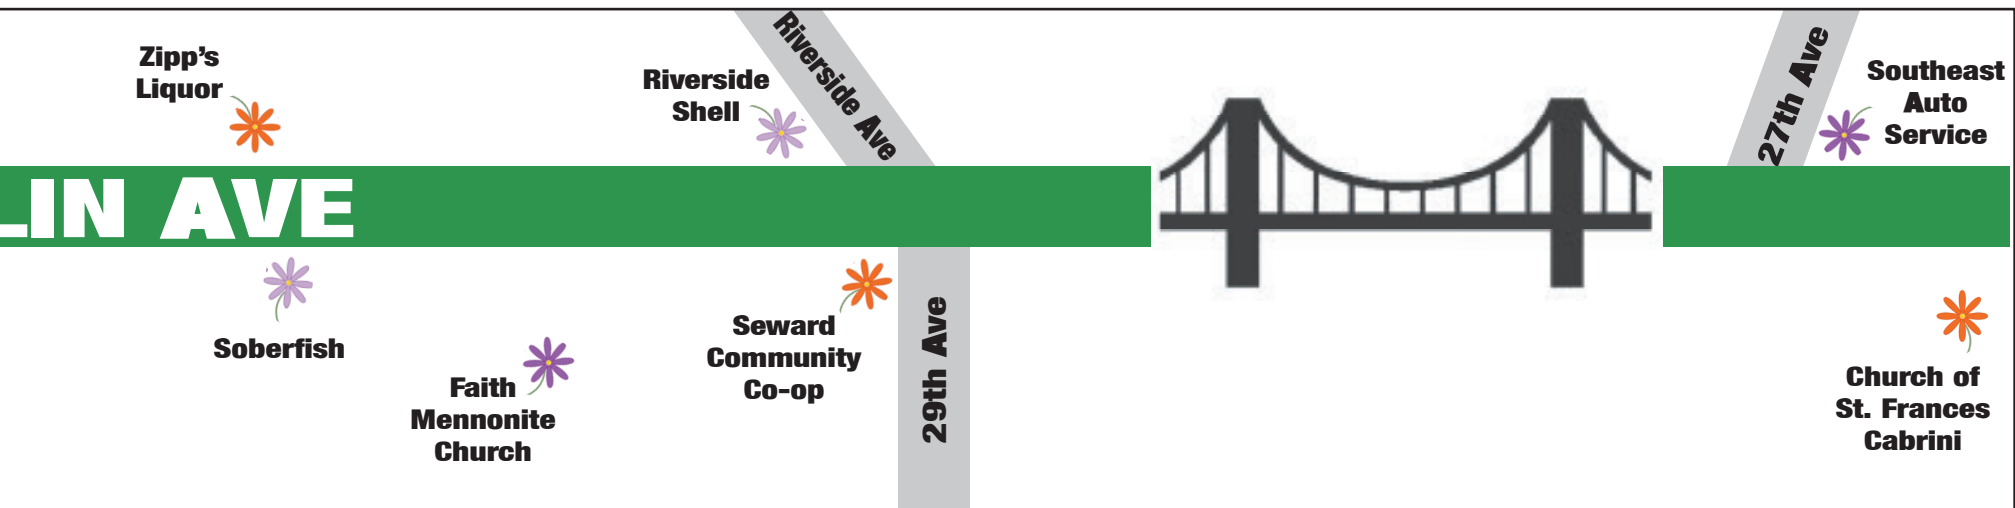 Zipp's
Liquor
Riverside
Shell
Riverside Ave
27th Ave
Southeast
Auto
Service
LIN AVE
Soberfish
Faith
Mennonite
Church
Seward
Community
Co-op
29th Ave
Church of
St. Frances
Cabrini